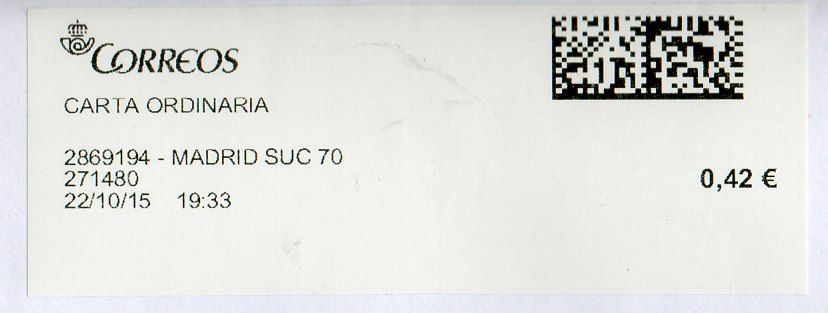 CORREOS
CARTA ORDINARIA
2869194 - MADRID SUC 70
271480
0,42 €
22/10/15 19:33